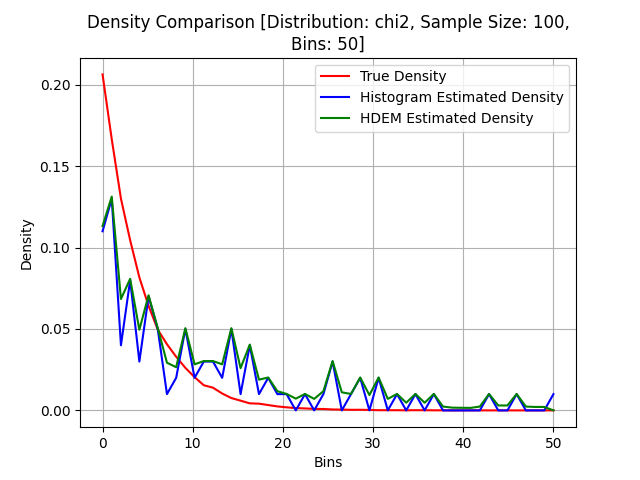 Density Comparison [Distribution: chi2, Sample Size: 100,
Bins: 50]
True Density
Histogram Estimated Density
HDEM Estimated Density
Density
0.20
0.15
0.10
0.05
0.00
0 10 20 30 40 50
Bins